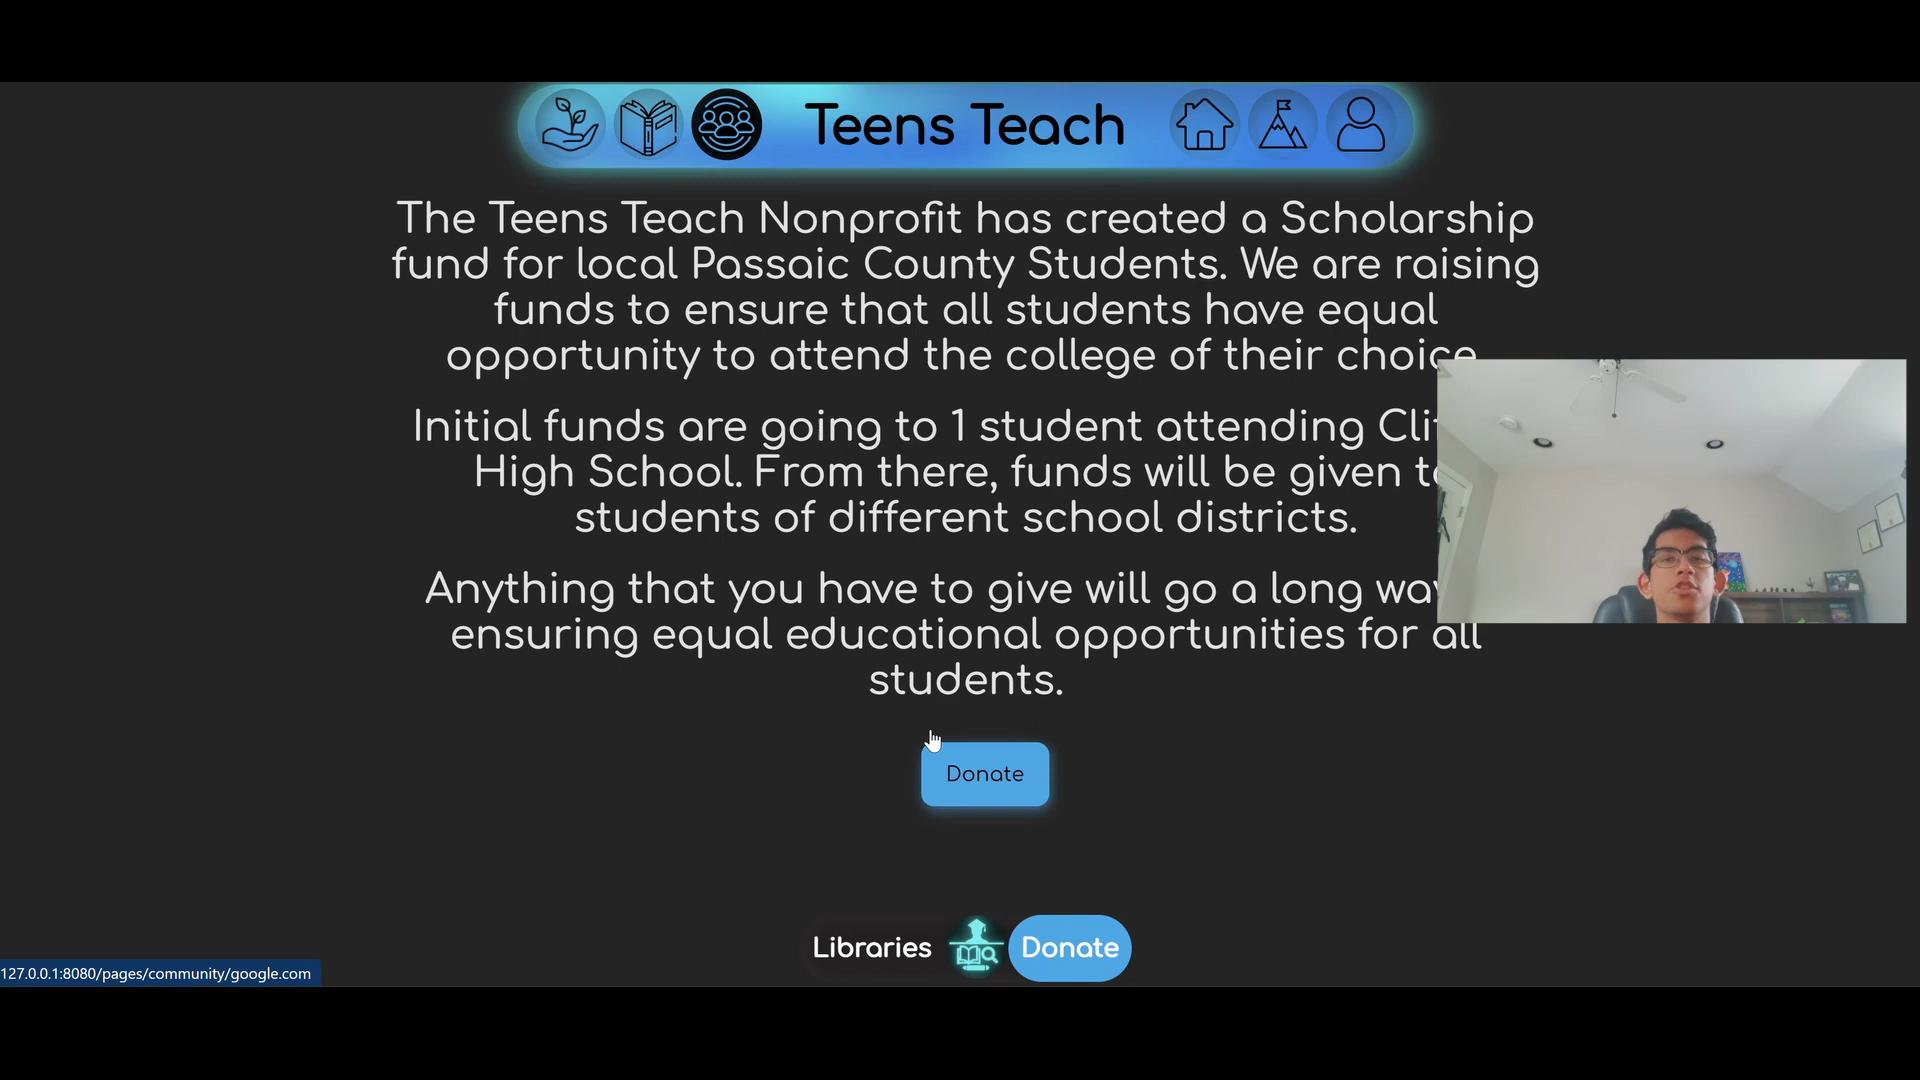 Teens Teach
The Teens Teach Nonprofit has created a Scholarship
fund for local Passaic County Students. We are raising
funds to ensure that all students have equal
opportunity to attend the college of their choice
Initial funds are going to 1 student attending
High School. From there, funds will be given
students of different school districts.
Anything that you have to give will go a long way
ensuring equal educational opportunities for all
students.
Donate
Libraries
Donate
127.0.0.1:8080/pages/community/google.com